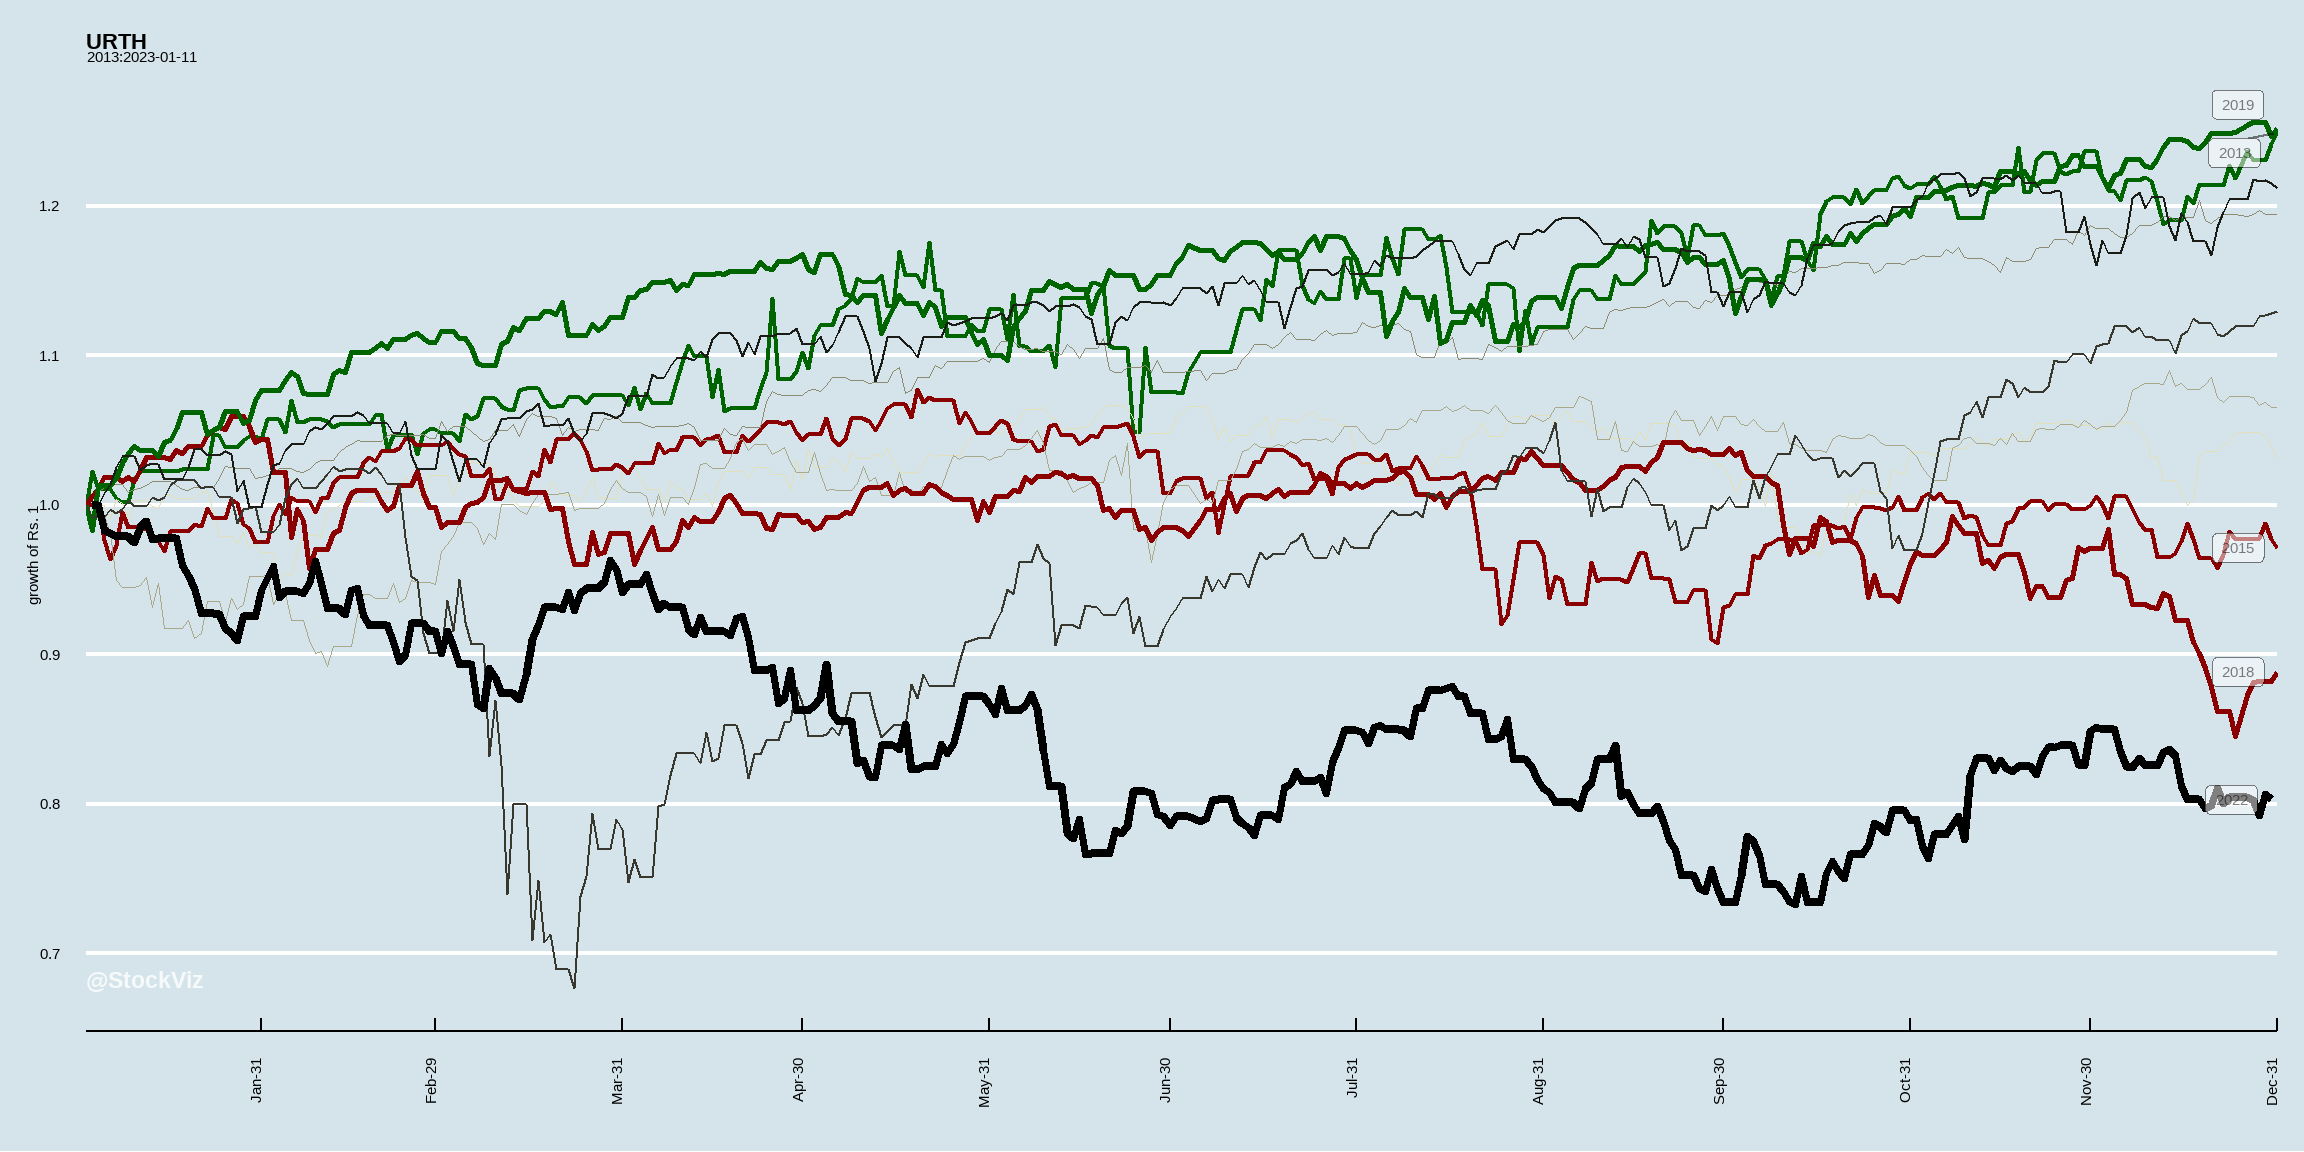 URTH
2013:2023-01-11
2019
2013
1.2
1.1
1.0
growth of Rs. 1
2015
0.9
2018
0.8
2022
0.7
@StockViz
Jan-31
Feb-29
Mar-31
Apr-30
May-31
Jun-30
Jul-31
Aug-31
Sep-30
Oct-31
Nov-30
Dec-31